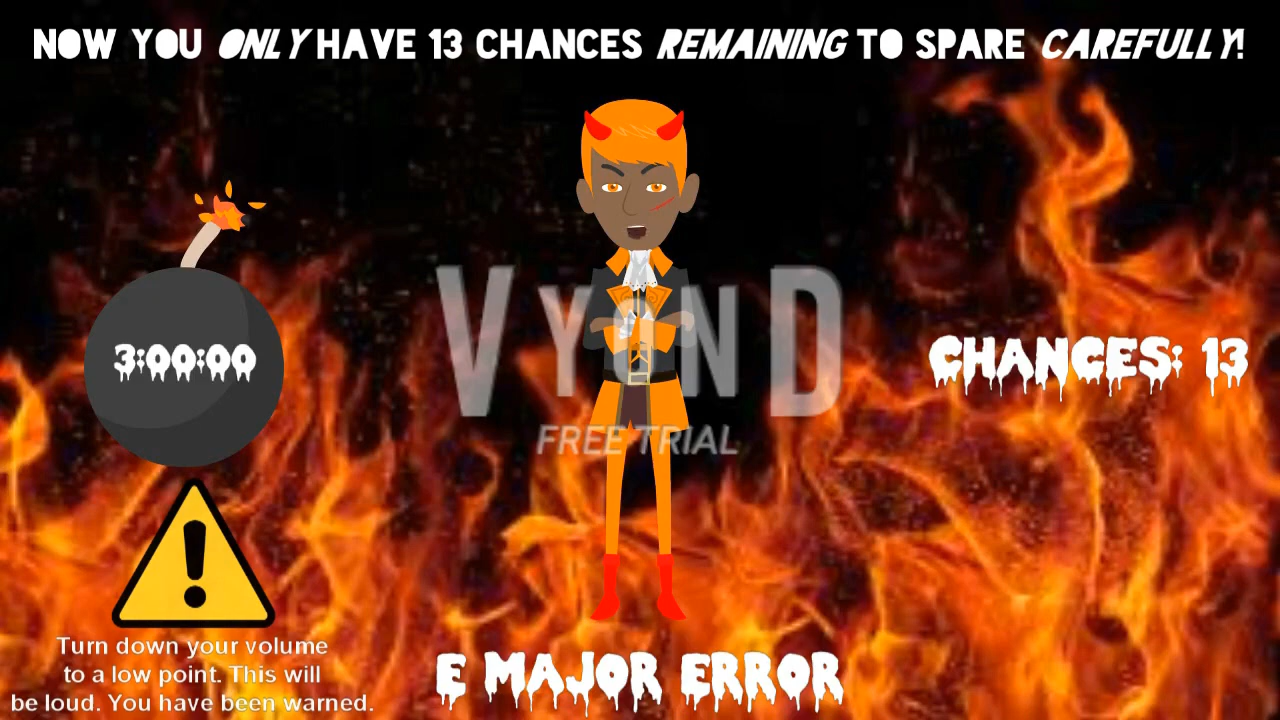 NOW YOU ONLY HAVE 13 CHANCES REMAINING TO SPARE CAREFULLY!
3:00:00
VYOND
FREE TRIAL
CHANCES: 13
Turn down your volume
to a low point. This will
be loud. You have been warned.
E MAJOR ERROR